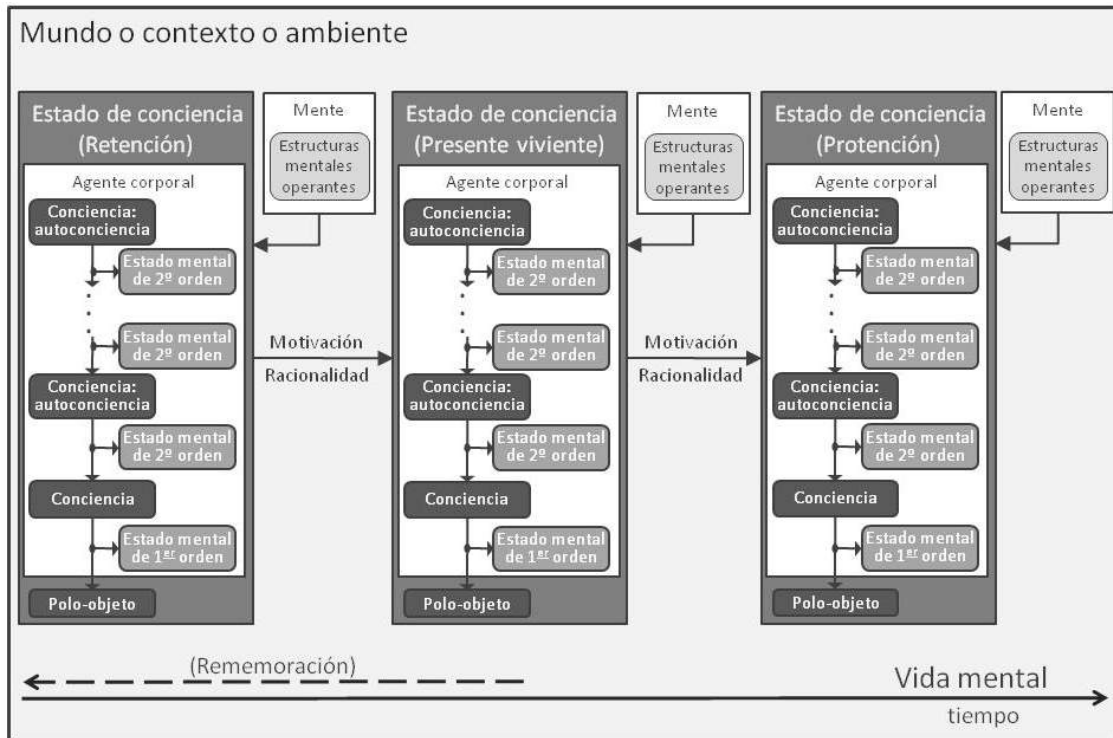 Mundo o contexto o ambiente
Estado de conciencia
(Retención)
Mente
Estructuras
mentales
operantes
Agente corporal
Conciencia:
autoconciencia
Estado mental
de 2º orden
Estado mental
de 2º orden
Conciencia:
autoconciencia
Estado mental
de 2º orden
Conciencia
Estado mental
de 1er orden
Polo-objeto
Motivación
Racionalidad
Estado de conciencia
(Presente viviente)
Mente
Estructuras
mentales
operantes
Agente corporal
Conciencia:
autoconciencia
Estado mental
de 2º orden
Estado mental
de 2º orden
Conciencia:
autoconciencia
Estado mental
de 2º orden
Conciencia
Estado mental
de 1er orden
Polo-objeto
Motivación
Racionalidad
Estado de conciencia
(Protención)
Mente
Estructuras
mentales
operantes
Agente corporal
Conciencia:
autoconciencia
Estado mental
de 2º orden
Estado mental
de 2º orden
Conciencia:
autoconciencia
Estado mental
de 2º orden
Conciencia
Estado mental
de 1er orden
Polo-objeto
(Rememoración)
Vida mental
tiempo